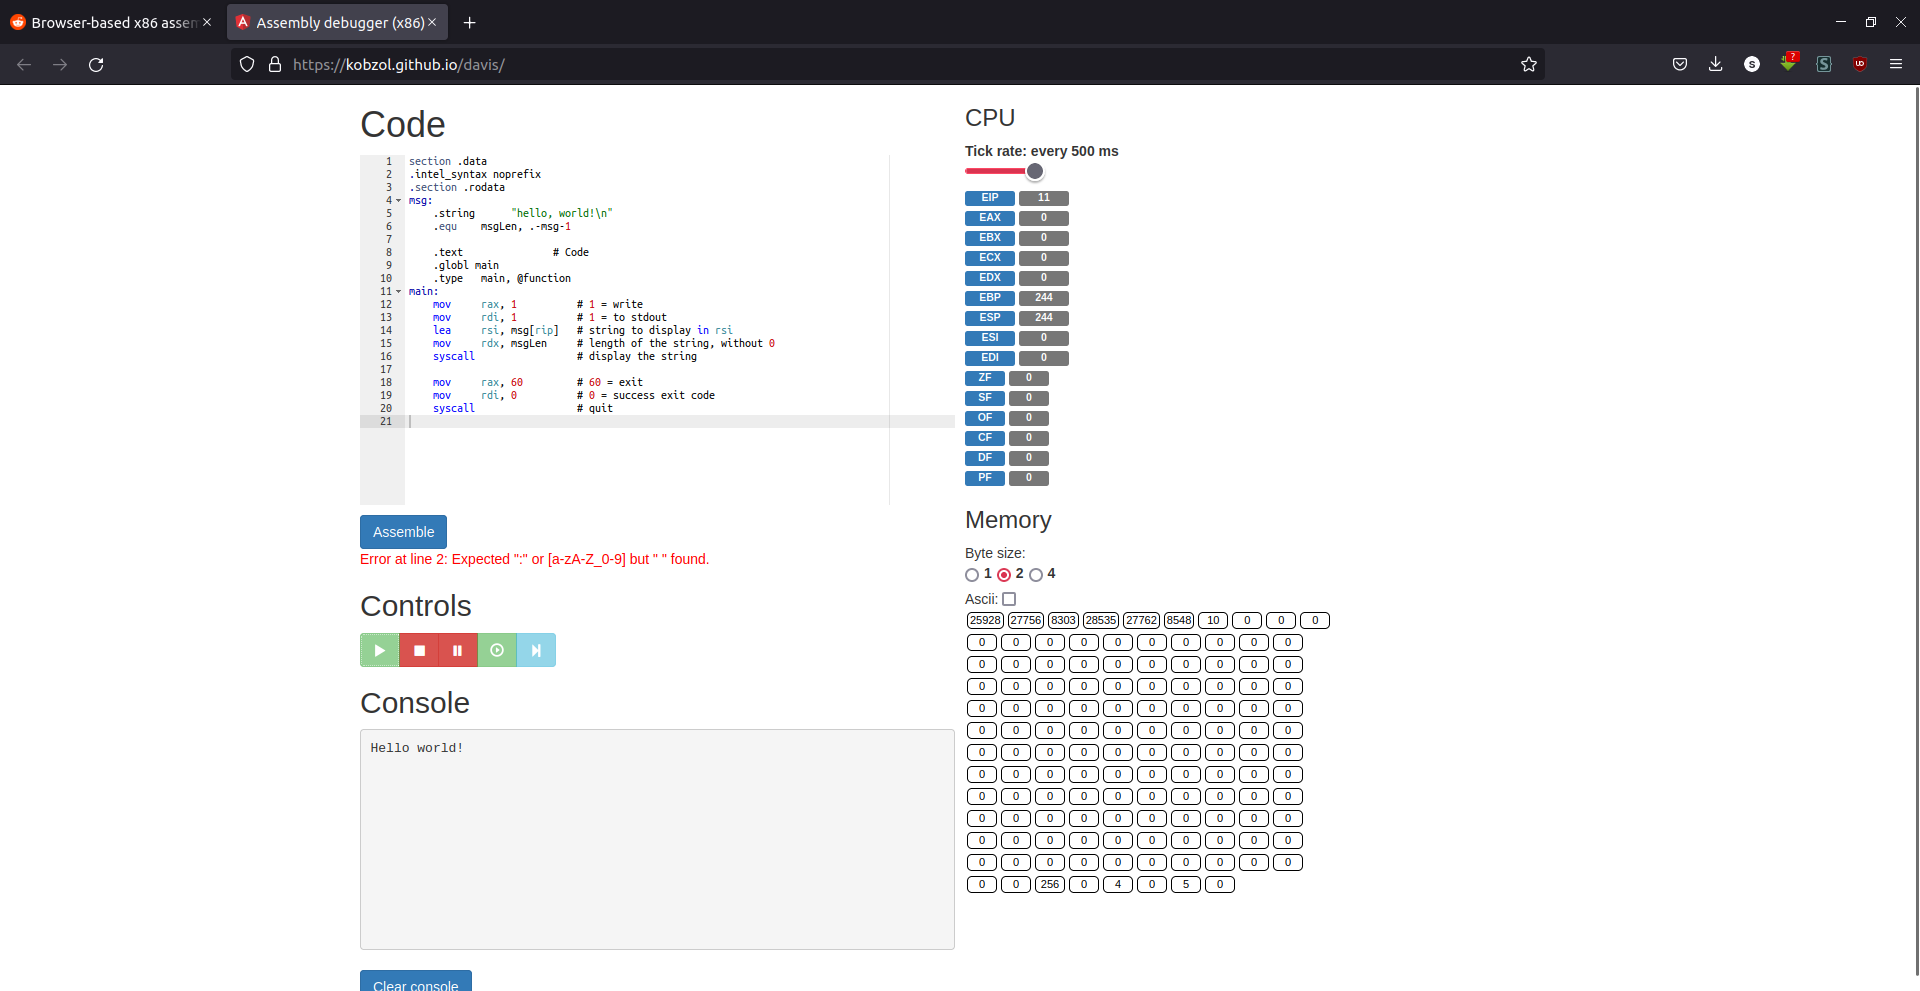 Browser-based x86 assem
Assembly debugger (x86)
https://kobzol.github.io/davis/
Code
1 section .data
2 .intel_syntax noprefix
3 .section .rodata
4 msg:
5 .string "hello, world!\n"
6 .equ msgLen, .-msg-1
7
8 .text # Code
9 .globl main
10 .type main, @function
11 main:
12 mov rax, 1 # 1 = write
13 mov rdi, 1 # 1 = to stdout
14 lea rsi, msg[rip] # string to display in rsi
15 mov rdx, msgLen # length of the string, without 0
16 syscall # display the string
17
18 mov rax, 60 # 60 = exit
19 mov rdi, 0 # 0 = success exit code
20 syscall # quit
21
Assemble
Error at line 2: Expected ":" or [a-zA-Z_0-9] but " " found.
Controls
Console
Hello world!
Clear console
CPU
Tick rate: every 500 ms
EIP 11
EAX 0
EBX 0
ECX 0
EDX 0
EBP 244
ESP 244
ESI 0
EDI 0
ZF 0
SF 0
OF 0
CF 0
DF 0
PF 0
Memory
Byte size:
1 2 4
Ascii:
25928 27756 8303 28535 27762 8548 10 0 0 0
0 0 0 0 0 0 0 0 0 0
0 0 0 0 0 0 0 0 0 0
0 0 0 0 0 0 0 0 0 0
0 0 0 0 0 0 0 0 0 0
0 0 0 0 0 0 0 0 0 0
0 0 0 0 0 0 0 0 0 0
0 0 0 0 0 0 0 0 0 0
0 0 0 0 0 0 0 0 0 0
0 0 0 0 0 0 0 0 0 0
0 0 0 0 0 0 0 0 0 0
0 0 0 0 0 0 0 0 0 0
0 0 256 0 4 0 5 0